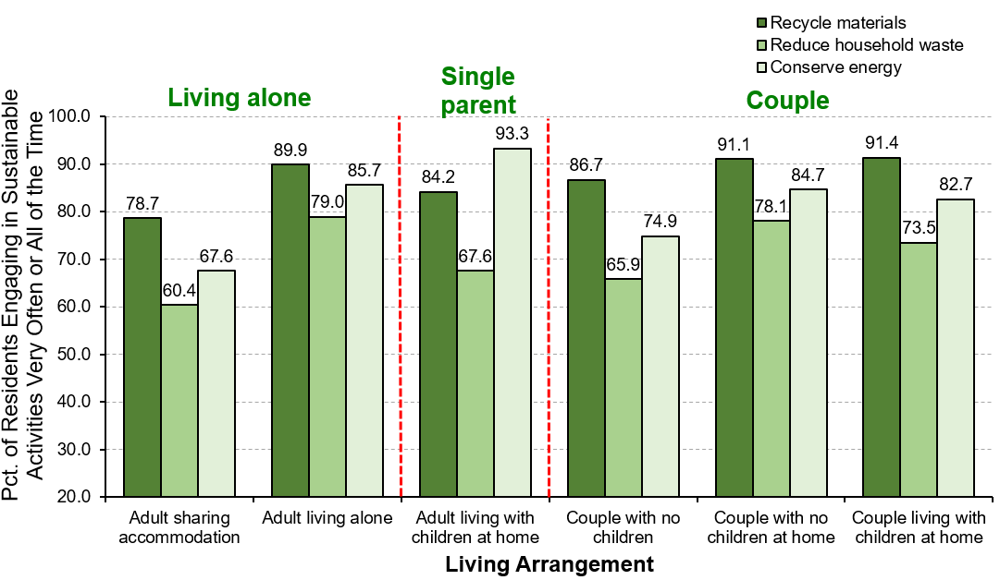 Recycle materials
Reduce household waste
Conserve energy
Living alone
Single
parent
Couple
Pct. of Residents Engaging in Sustainable
Activities Very Often or All of the Time
100.0
90.0
80.0
70.0
60.0
50.0
40.0
30.0
20.0
78.7
60.4
67.6
89.9
79.0
85.7
84.2
67.6
93.3
86.7
65.9
74.9
91.1
78.1
84.7
91.4
73.5
82.7
Adult sharing
accommodation
Adult living alone
Adult living with
children at home
Couple with no
children
Couple with no
children at home
Couple living with
children at home
Living Arrangement